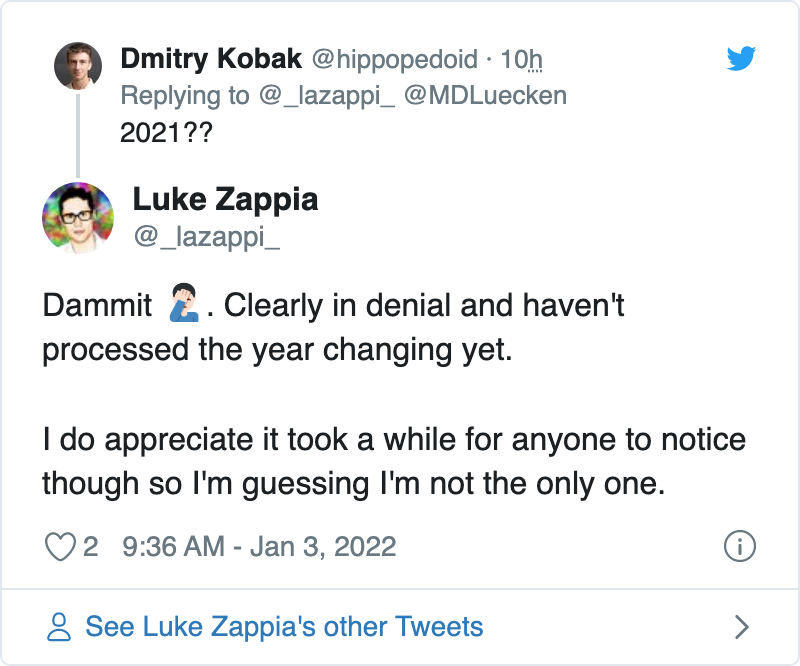 Dmitry Kobak @hippopedoid · 10h
Replying to @_lazappi_ @MDLuecken
2021??
Luke Zappia
@_lazappi_
Dammit 🤦🏻‍♂️. Clearly in denial and haven't
processed the year changing yet.
I do appreciate it took a while for anyone to notice
though so I'm guessing I'm not the only one.
2 9:36 AM - Jan 3, 2022
See Luke Zappia's other Tweets